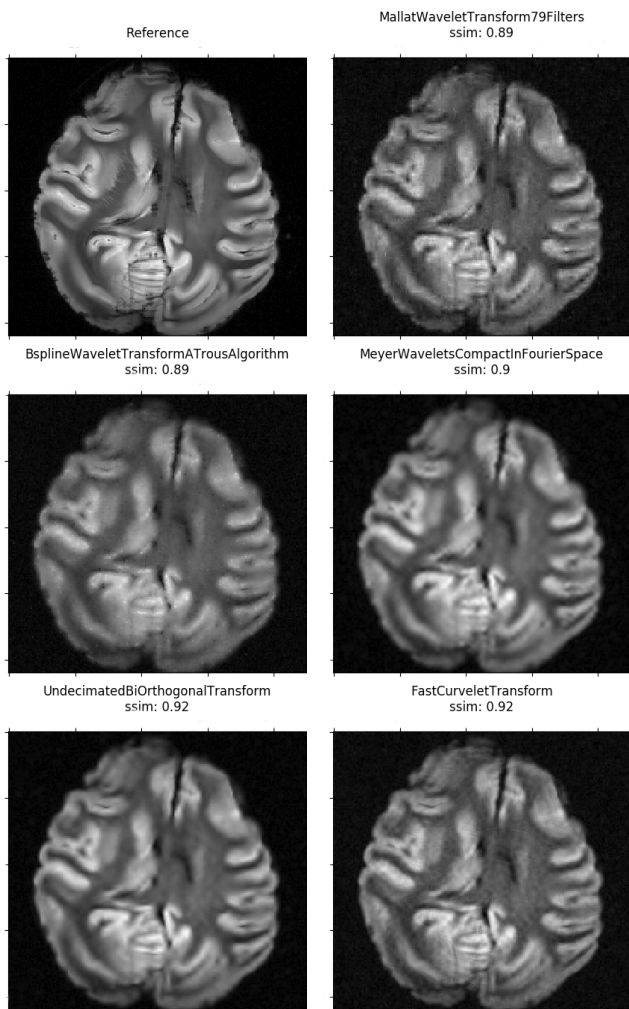 Reference
MallatWaveletTransform79Filters
ssim: 0.89
BsplineWaveletTransformATrousAlgorithm
ssim: 0.89
MeyerWaveletsCompactInFourierSpace
ssim: 0.9
UndecimatedBiOrthogonalTransform
ssim: 0.92
FastCurveletTransform
ssim: 0.92